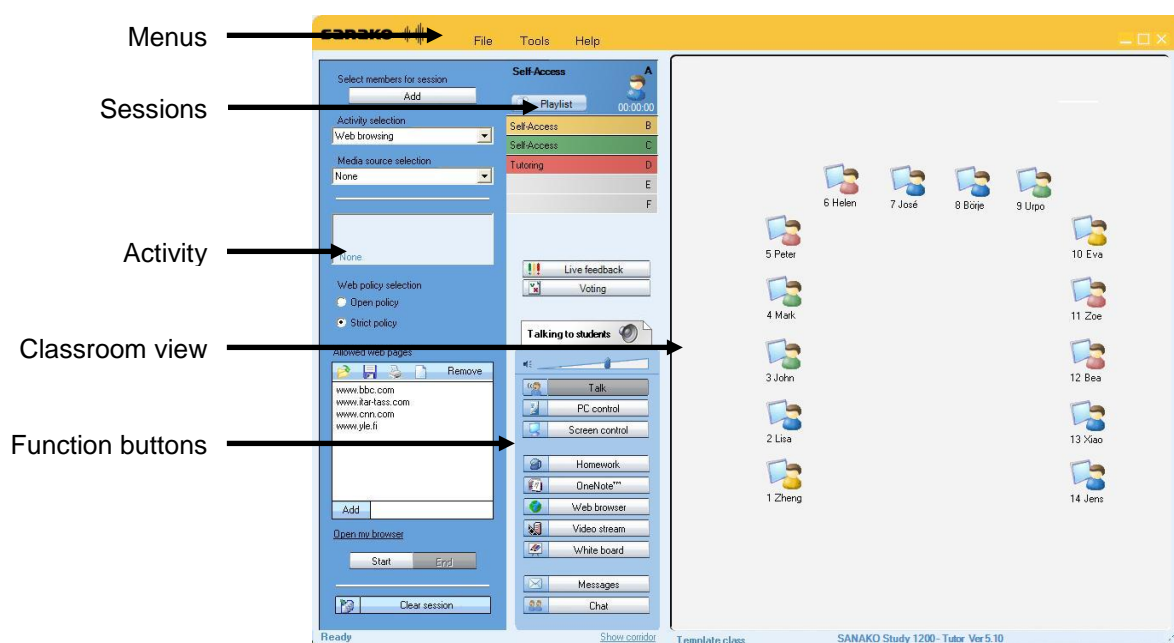 Menus
Sessions
Activity
Classroom view
Function buttons
sanako
File Tools Help
Select members for session
Add
Activity selection
Web browsing
Media source selection
None
None
Web policy selection
Open policy
Strict policy
Allowed web pages
Remove
www.bbc.com
www.itar-tass.com
www.cnn.com
www.yle.fi
Add
Open my browser
Start End
Clear session
Ready
Self-Access A
Playlist 00:00:00
Self-Access B
Self-Access C
Tutoring D
E
F
Live feedback
Voting
Talking to students
Talk
PC control
Screen control
Homework
OneNote™
Web browser
Video stream
White board
Messages
Chat
Show corridor
6 Helen 7 José 8 Börje 9 Urpo
5 Peter 10 Eva
4 Mark 11 Zoe
3 John 12 Bea
2 Lisa 13 Xiao
1 Zheng 14 Jens
Template class SANAKO Study 1200 - Tutor Ver 5.10